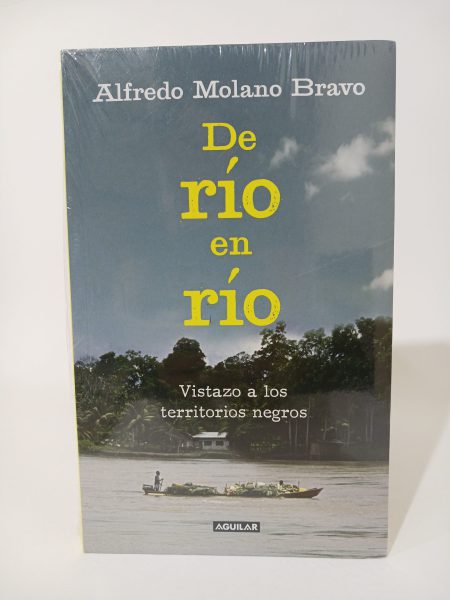 Alfredo Molano Bravo
De
río
en
río
Vistazo a los
territorios negros
AGUILAR